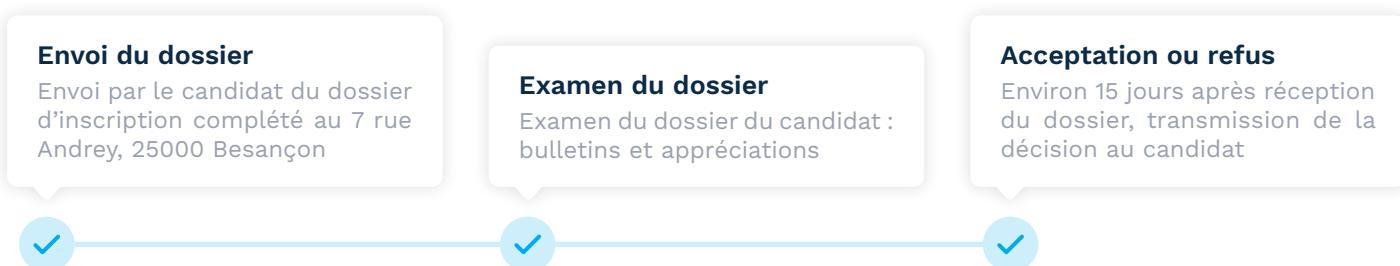 Envoi du dossier
Envoi par le candidat du dossier
d’inscription complété au 7 rue
Andrey, 25000 Besançon
Examen du dossier
Examen du dossier du candidat :
bulletins et appréciations
Acceptation ou refus
Environ 15 jours après réception
du dossier, transmission de la
décision au candidat